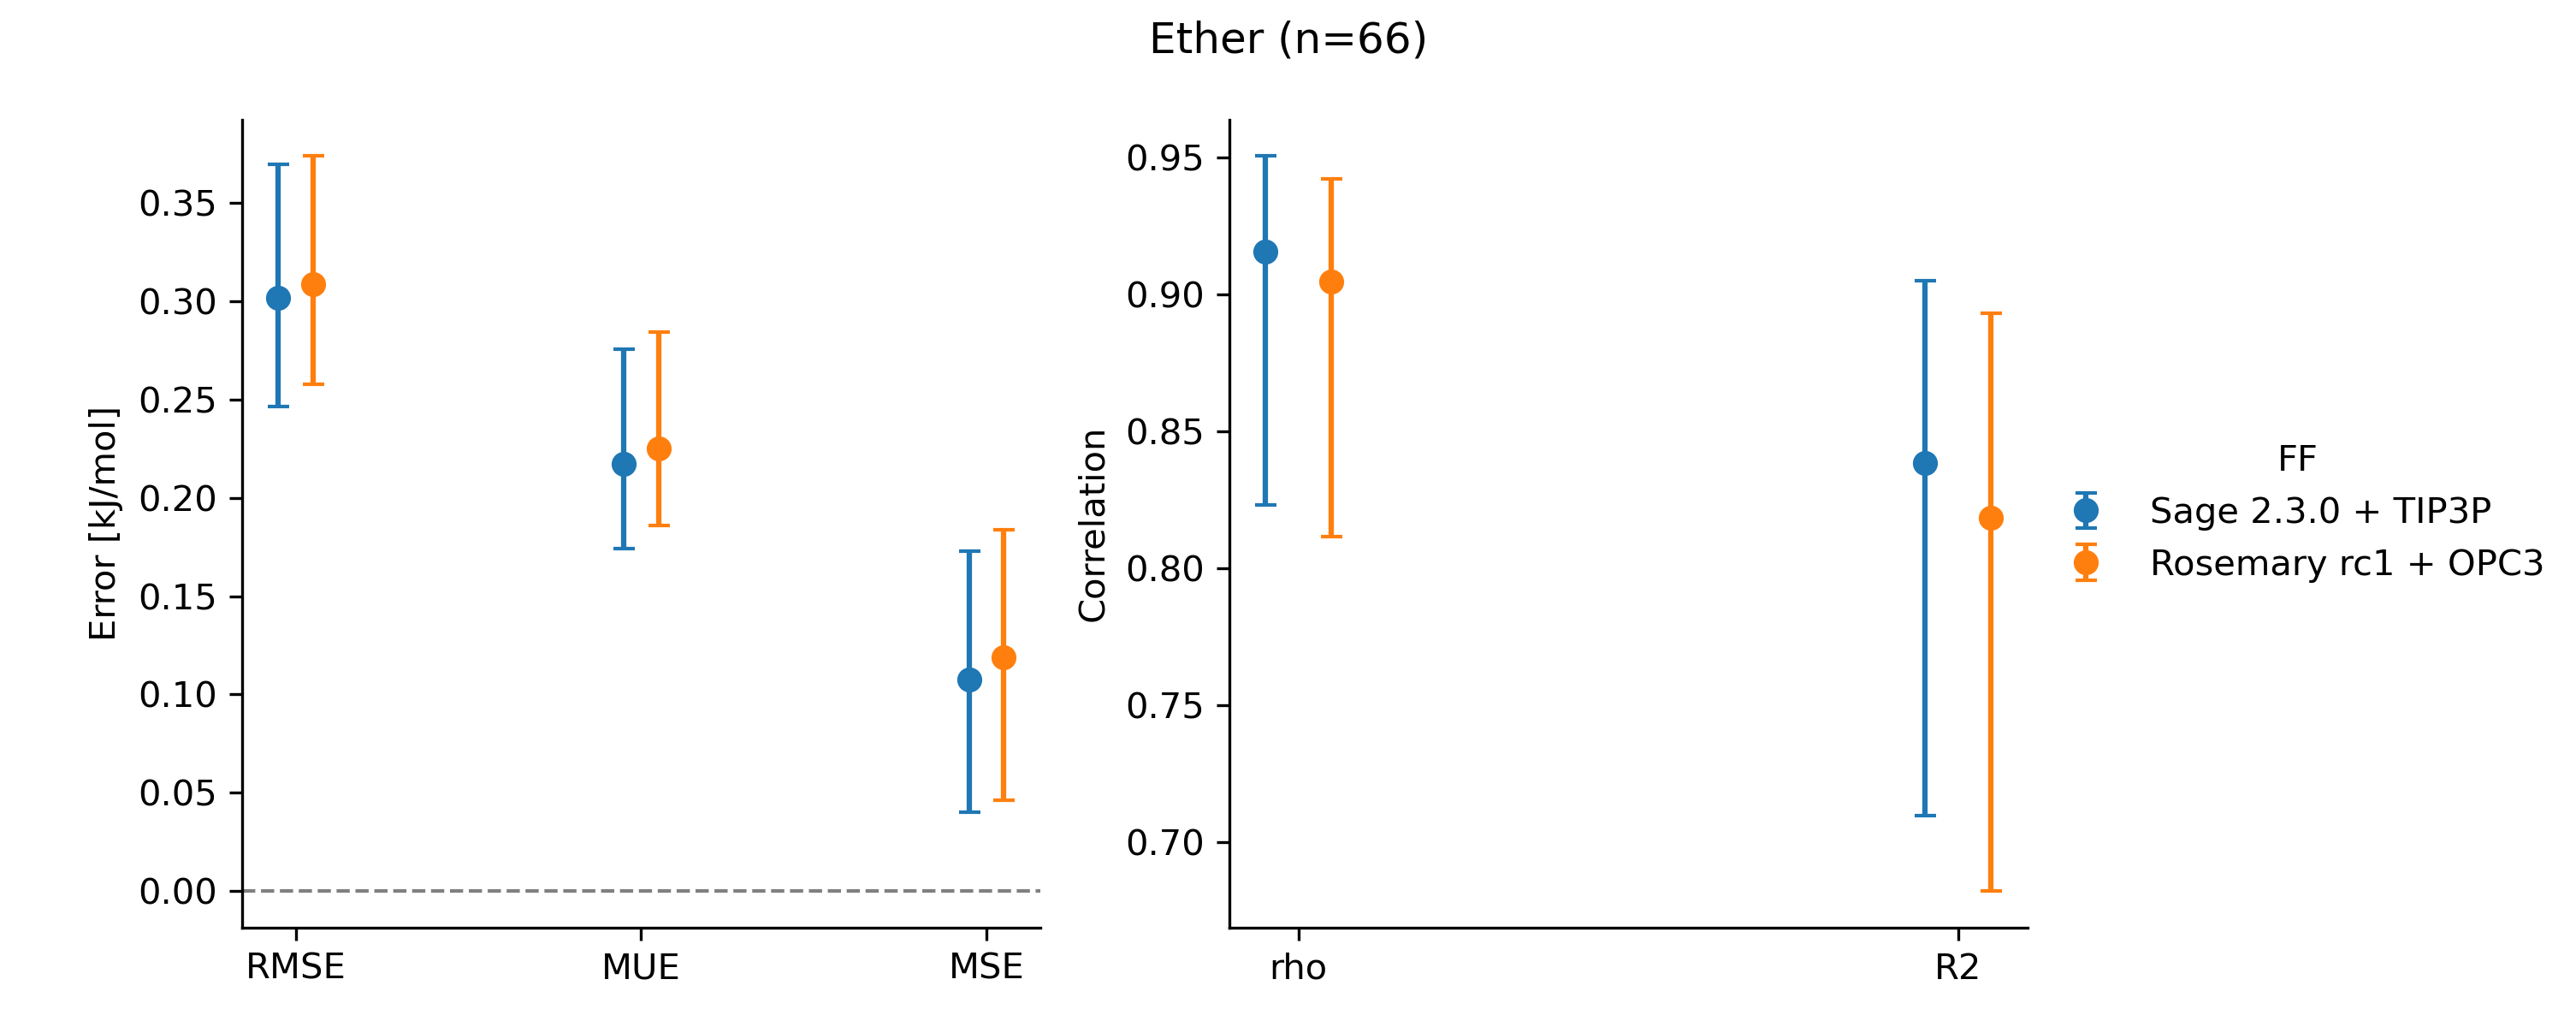 Ether (n=66)
Error [kJ/mol]
0.35
0.30
0.25
0.20
0.15
0.10
0.05
0.00
RMSE
MUE
MSE
Correlation
0.95
0.90
0.85
0.80
0.75
0.70
rho
R2
FF
Sage 2.3.0 + TIP3P
Rosemary rc1 + OPC3